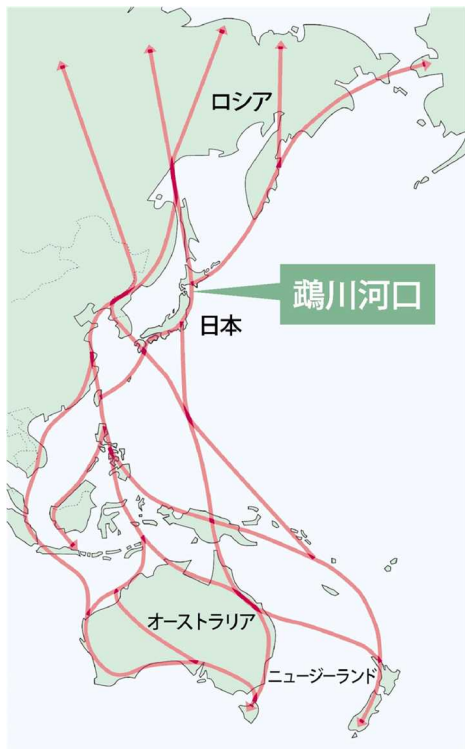 ロシア
鵡川河口
日本
オーストラリア
ニュージーランド